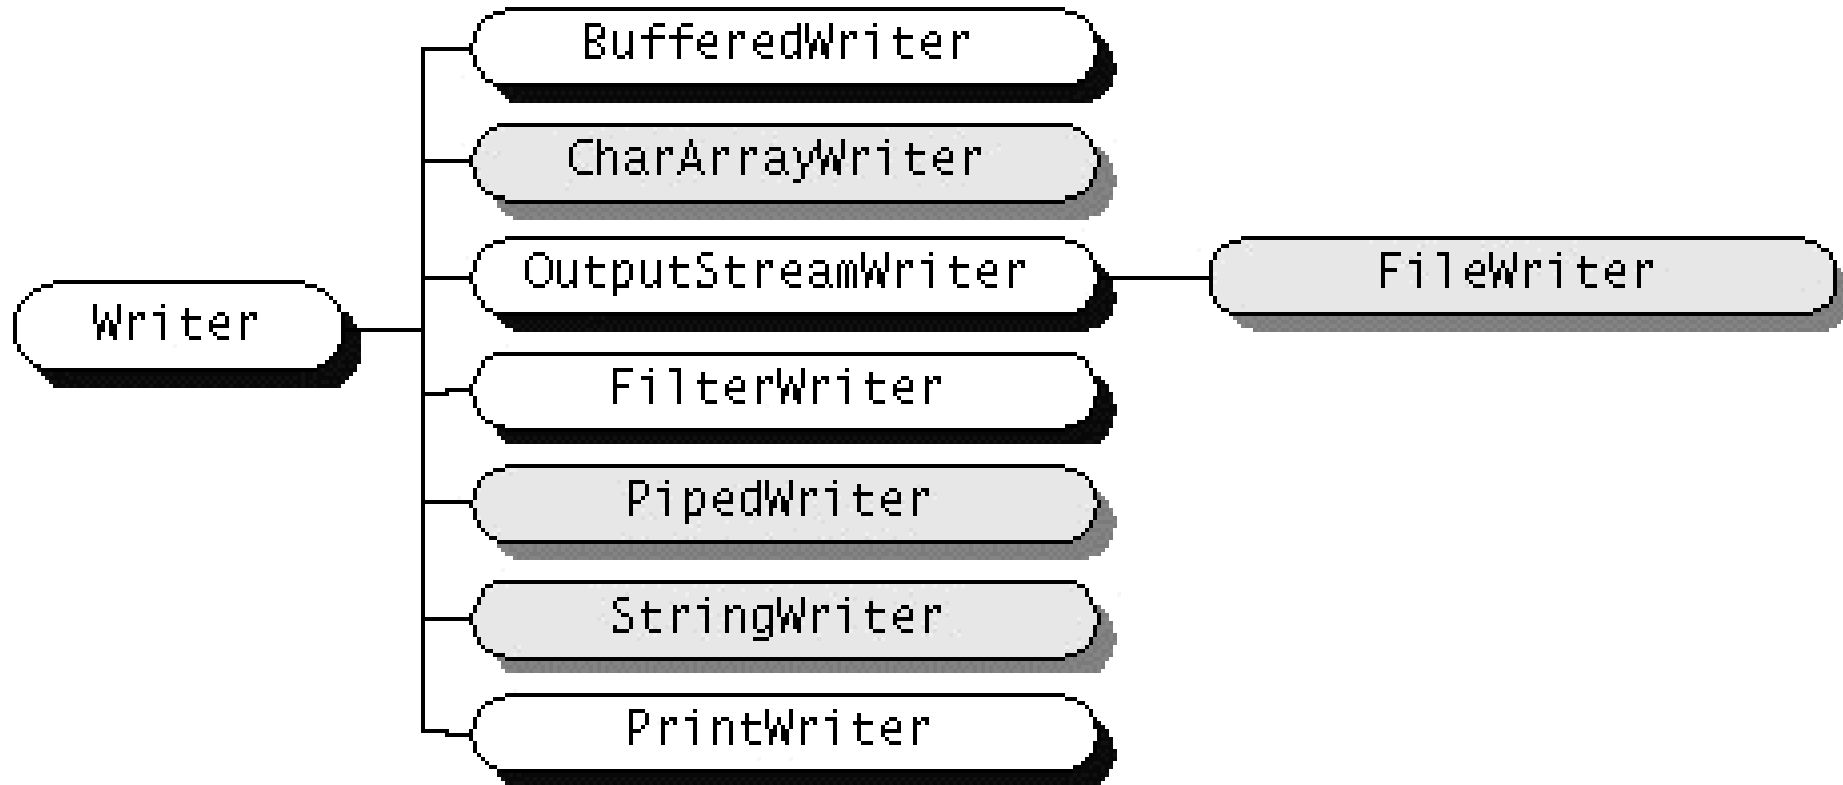 BufferedWriter
CharArrayWriter
OutputStreamWriter
FileWriter
Writer
FilterWriter
PipedWriter
StringWriter
PrintWriter